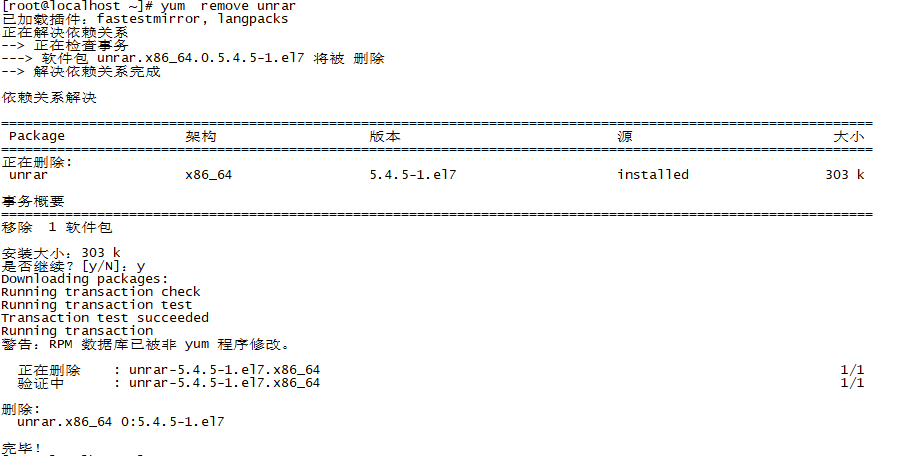 [root@localhost ~]# yum  remove unrar
已加载插件：fastestmirror, langpacks
正在解决依赖关系
--> 正在检查事务
---> 软件包 unrar.x86_64.0.5.4.5-1.el7 将被 删除
--> 解决依赖关系完成
依赖关系解决
================================================================================
Package 架构 版本 源 大小
================================================================================
正在删除:
unrar x86_64 5.4.5-1.el7 installed 303 k
事务概要
================================================================================
移除  1 软件包
安装大小：303 k
是否继续？[y/N]：y
Downloading packages:
Running transaction check
Running transaction test
Transaction test succeeded
Running transaction
警告：RPM 数据库已被非 yum 程序修改。
正在删除    : unrar-5.4.5-1.el7.x86_64 1/1
验证中      : unrar-5.4.5-1.el7.x86_64 1/1
删除:
unrar.x86_64 0:5.4.5-1.el7
完毕！